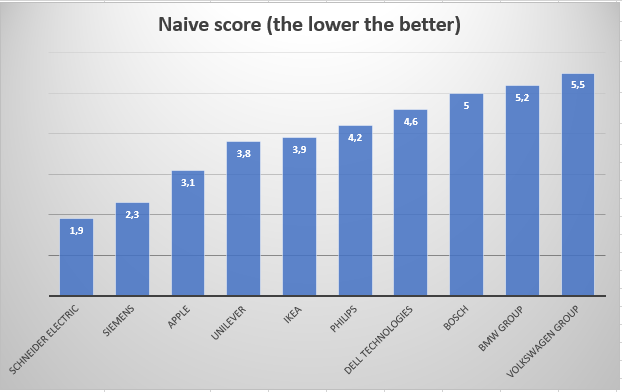 Naive score (the lower the better)
1,9
2,3
3,1
3,8
3,9
4,2
4,6
5
5,2
5,5
SCHNEIDER ELECTRIC
SIEMENS
APPLE
UNILEVER
IKEA
PHILIPS
DELL TECHNOLOGIES
BOSCH
BMW GROUP
VOLKSWAGEN GROUP